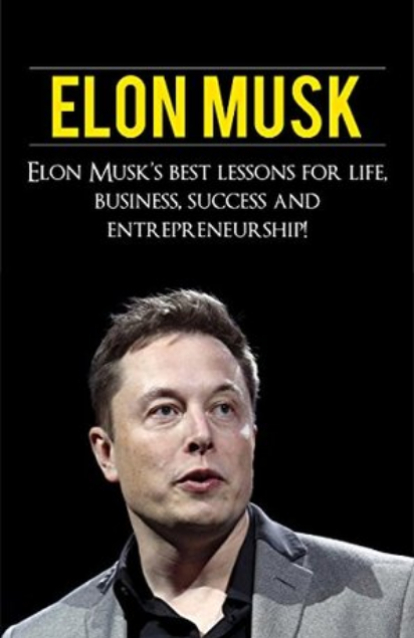 ELON MUSK
ELON MUSK'S BEST LESSONS FOR LIFE,
BUSINESS, SUCCESS AND
ENTREPRENEURSHIP!